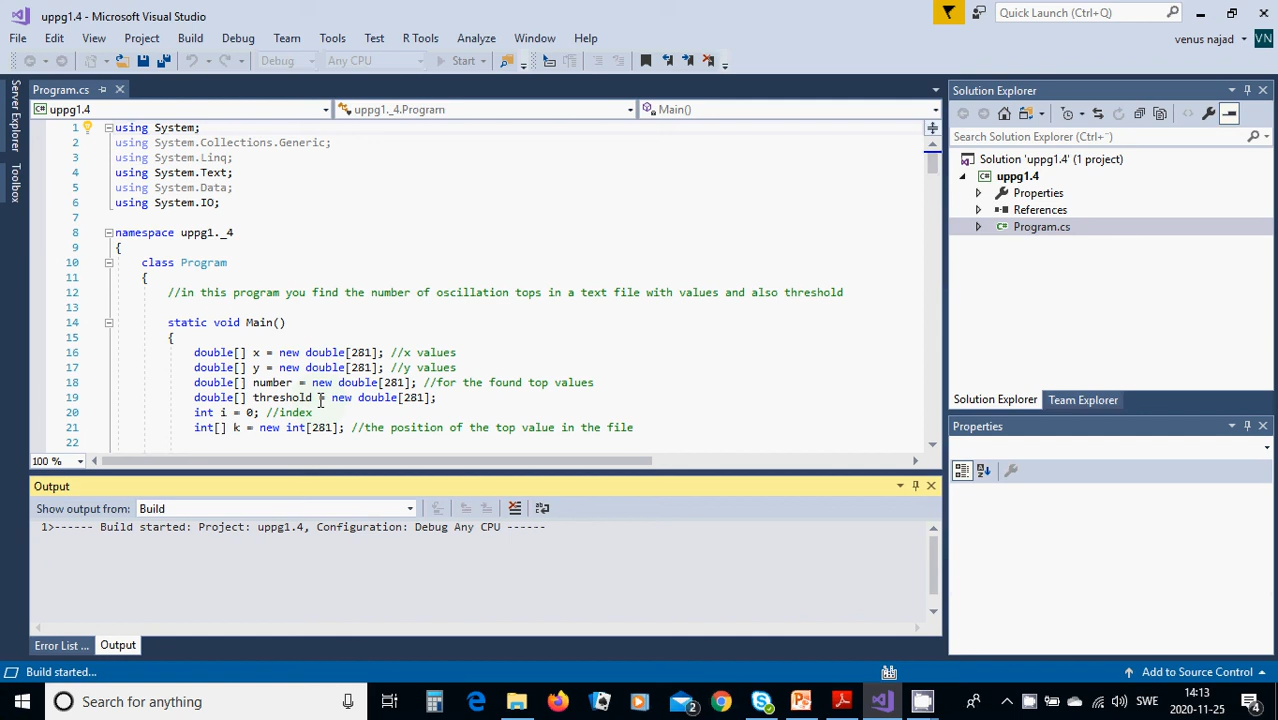 uppg1.4 - Microsoft Visual Studio
Quick Launch (Ctrl+Q)
File Edit View Project Build Debug Team Tools Test R Tools Analyze Window Help
venus najad VN
Debug Any CPU Start
Server Explorer
Toolbox
Program.cs
uppg1.4 uppg1._4.Program Main()
1 using System;
2 using System.Collections.Generic;
3 using System.Linq;
4 using System.Text;
5 using System.Data;
6 using System.IO;
7
8 namespace uppg1._4
9 {
10 class Program
11 {
12 //in this program you find the number of oscillation tops in a text file with values and also threshold
13
14 static void Main()
15 {
16 double[] x = new double[281]; //x values
17 double[] y = new double[281]; //y values
18 double[] number = new double[281]; //for the found top values
19 double[] threshold = new double[281];
20 int i = 0; //index
21 int[] k = new int[281]; //the position of the top value in the file
22
100 %
Output
Show output from: Build
1>------ Build started: Project: uppg1.4, Configuration: Debug Any CPU ------
Error List ... Output
Solution Explorer
Search Solution Explorer (Ctrl+¨)
Solution 'uppg1.4' (1 project)
uppg1.4
Properties
References
C# Program.cs
Solution Explorer Team Explorer
Properties
Build started...
Add to Source Control
Search for anything
2
SWE
14:13
2020-11-25
4